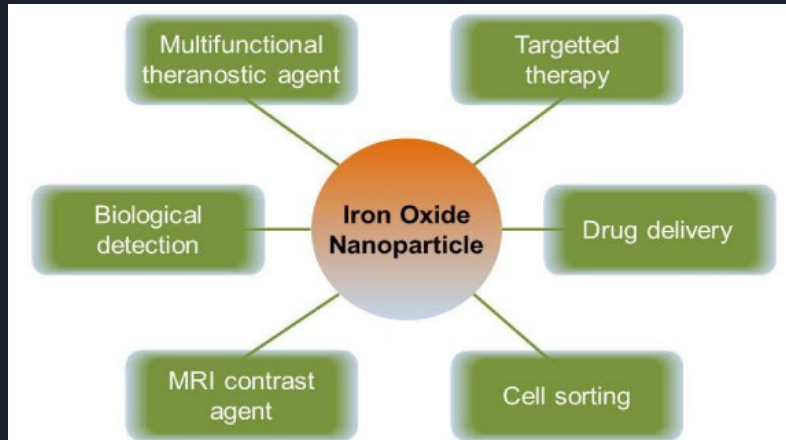 Multifunctional
theranostic agent
Targetted
therapy
Biological
detection
Iron Oxide
Nanoparticle
Drug delivery
MRI contrast
agent
Cell sorting